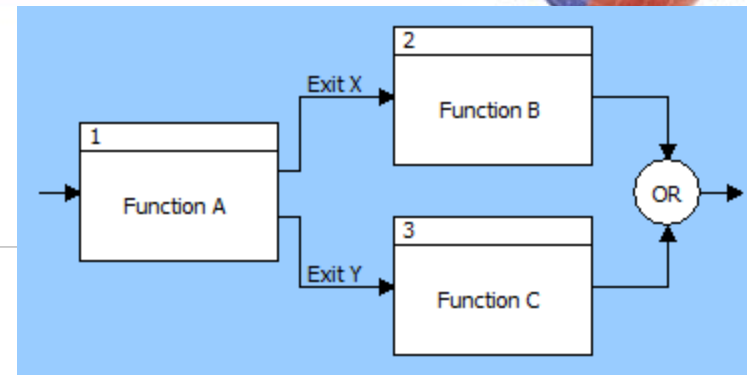 1
Function A
Exit X
2
Function B
Exit Y
3
Function C
OR